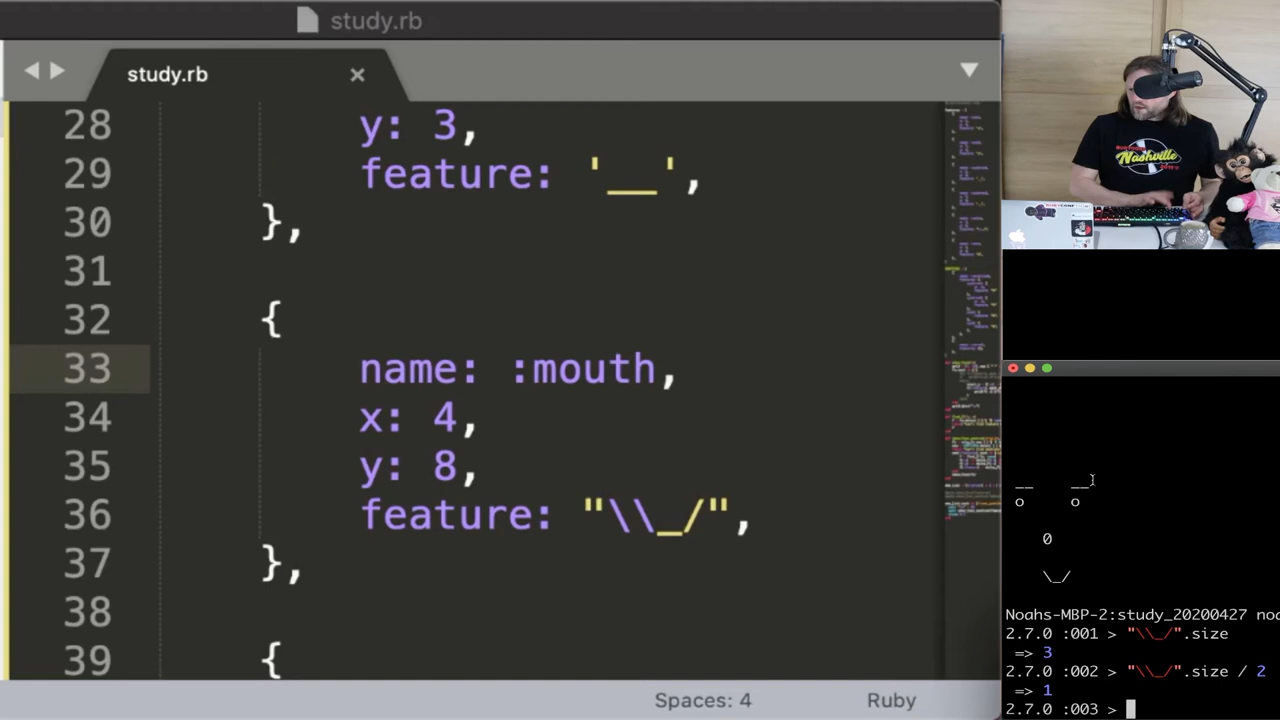 study.rb
study.rb
28 y: 3,
29 feature: '__',
30 },
31
32 {
33 name: :mouth,
34 x: 4,
35 y: 8,
36 feature: "\\_/",
37 },
38
39 {
Spaces: 4 Ruby
Nashville
__ __
o o
0
\_/
Noahs-MBP-2:study_20200427 noa
2.7.0 :001 > "\\_/".size
=> 3
2.7.0 :002 > "\\_/".size / 2
=> 1
2.7.0 :003 >